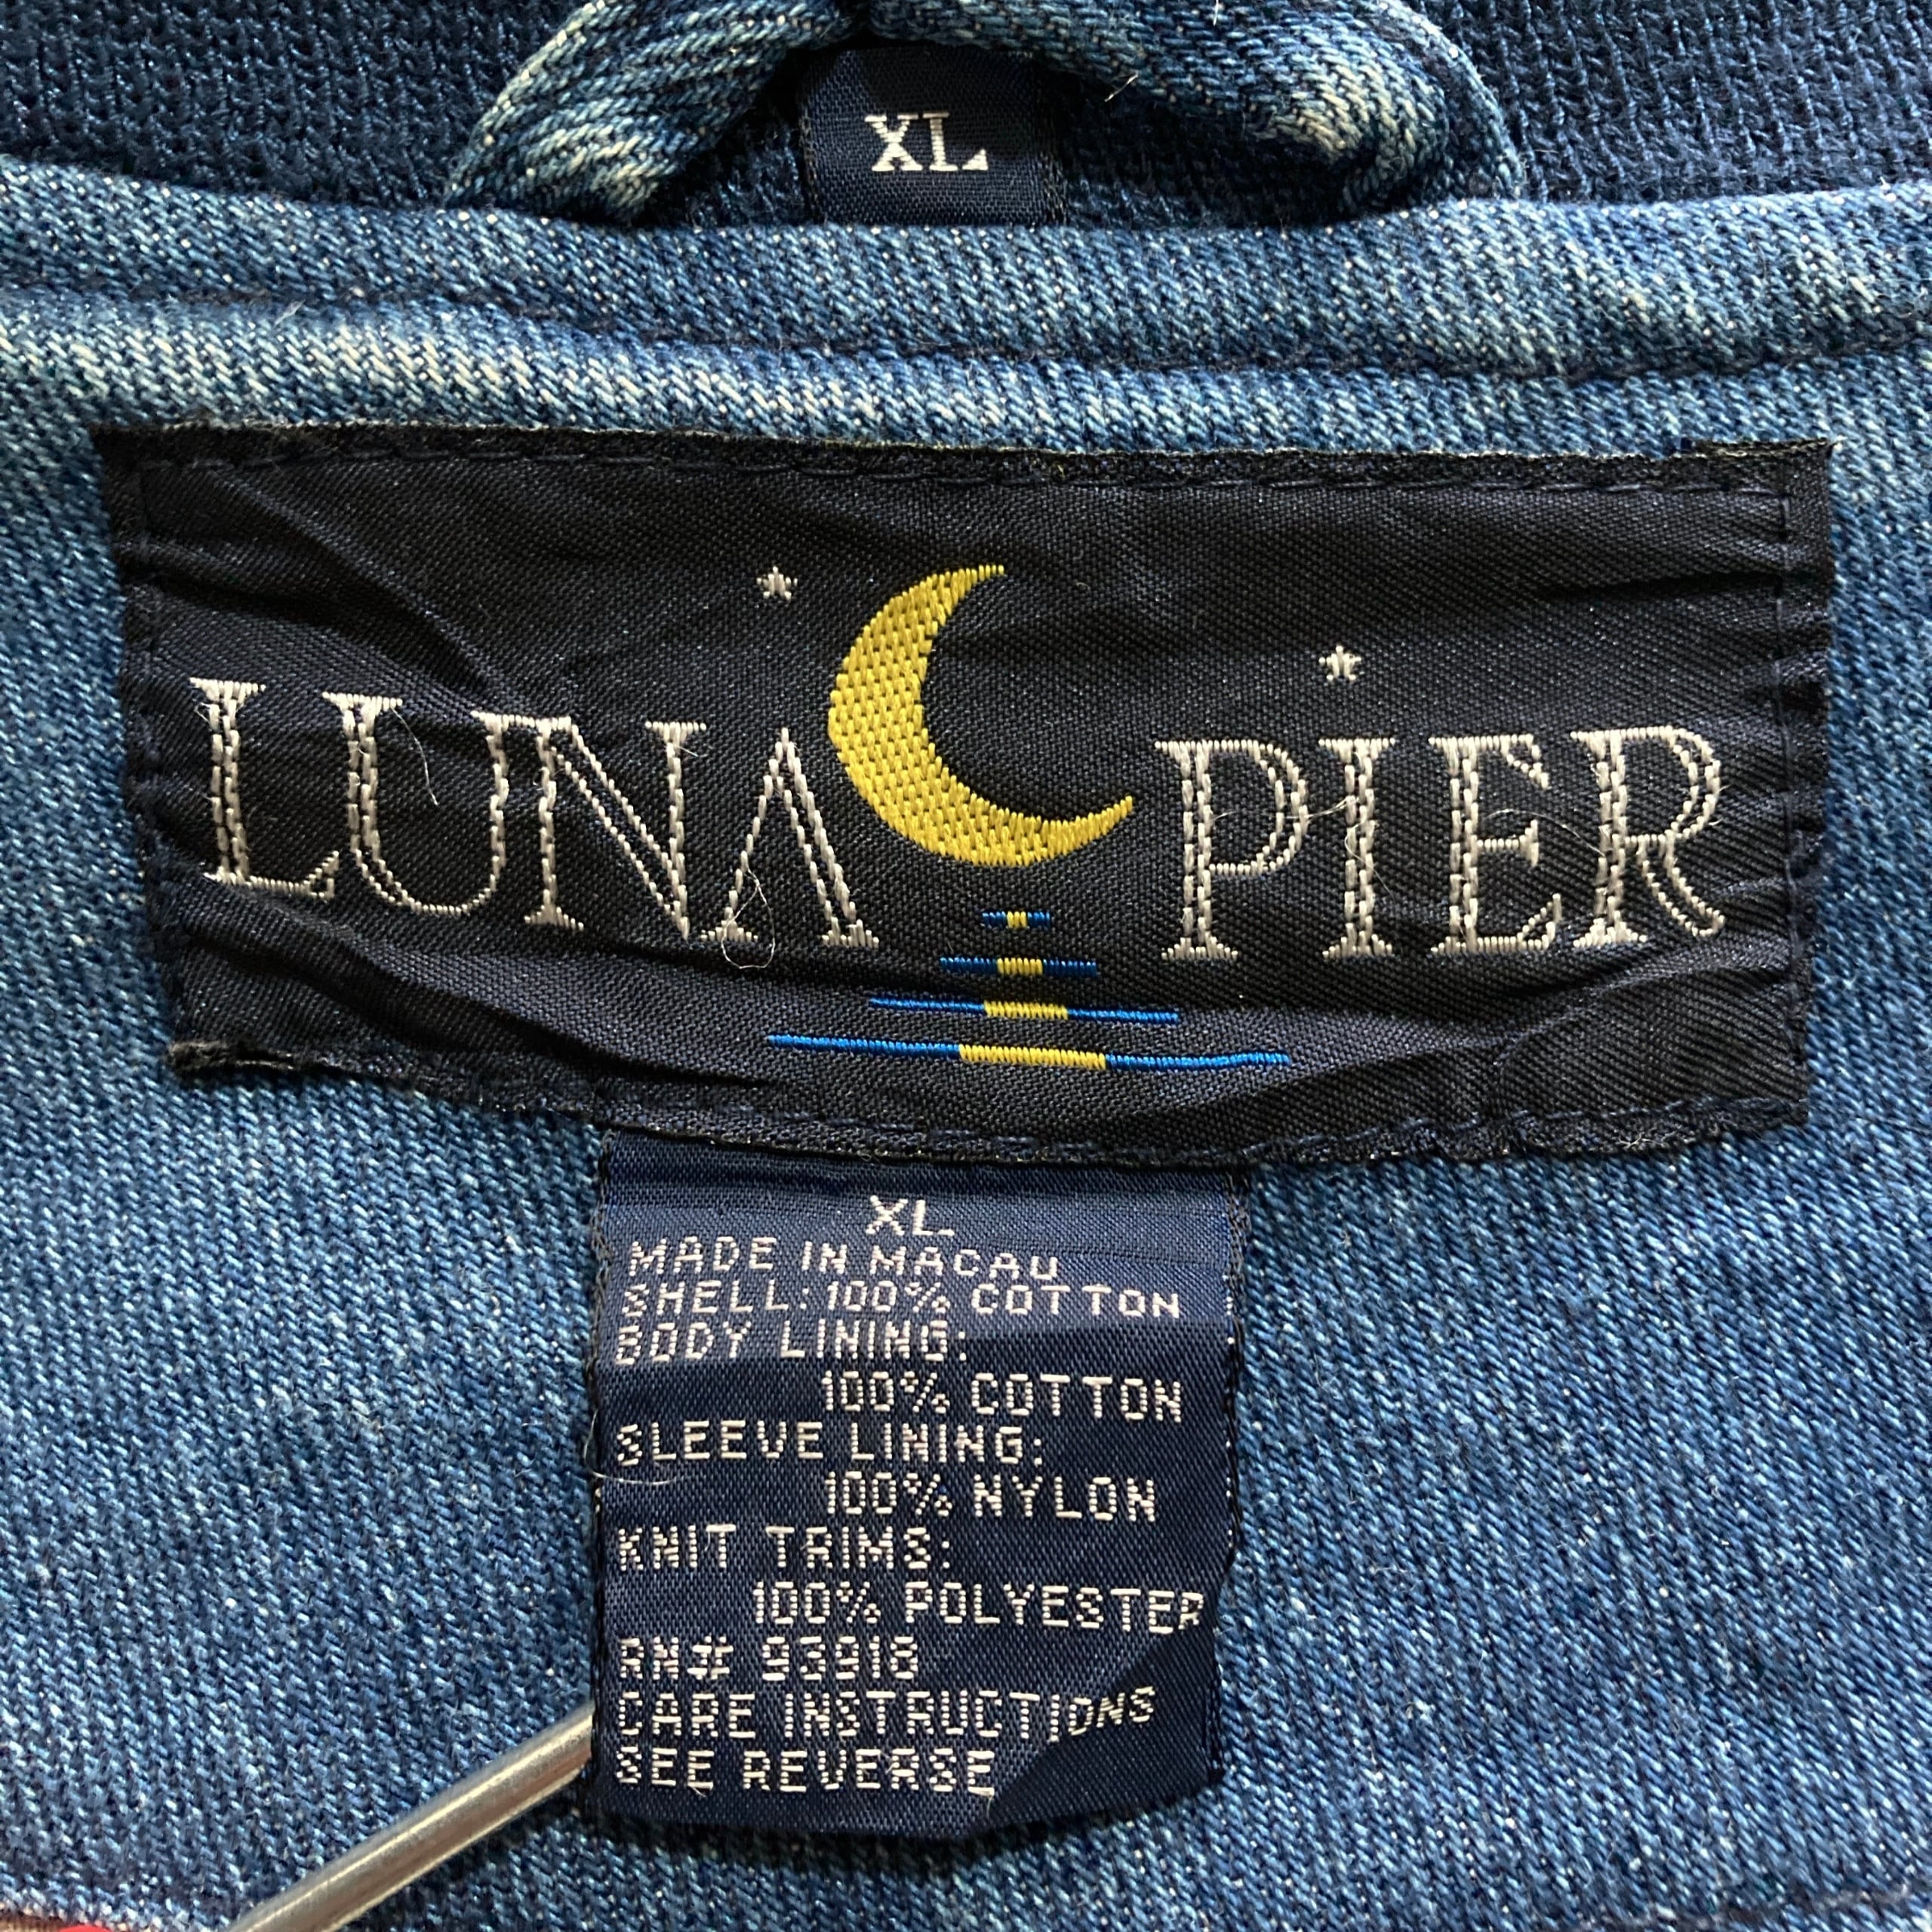 XL
LUNA PIER
XL
MADE IN MACAU
SHELL: 100% COTTON
BODY LINING:
100% COTTON
SLEEVE LINING:
100% NYLON
KNIT TRIMS:
100% POLYESTER
RN# 93918
CARE INSTRUCTIONS
SEE REVERSE